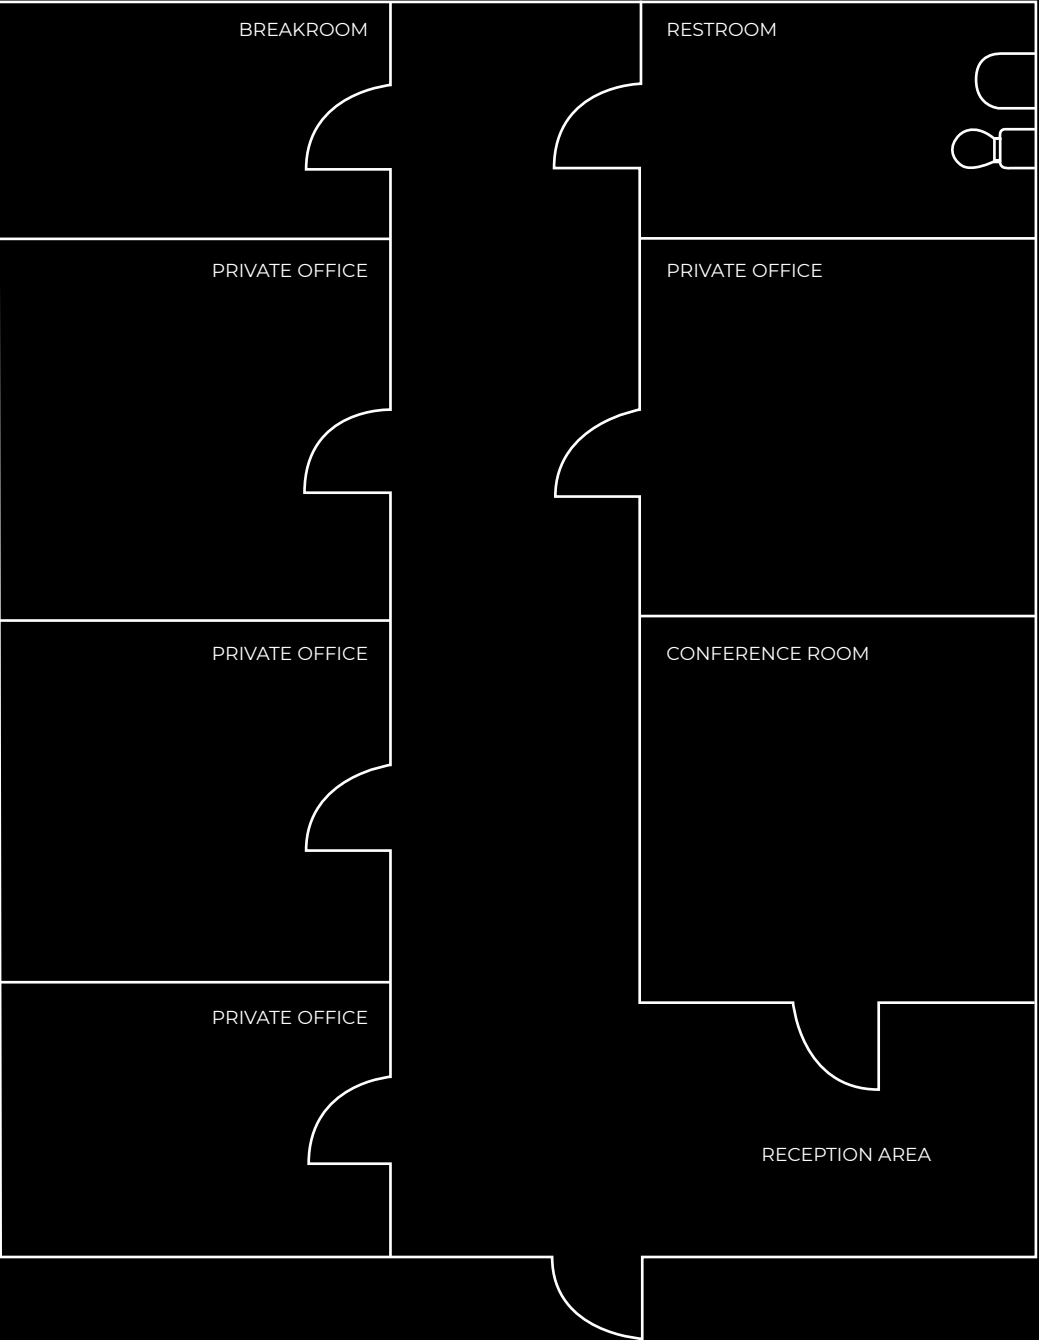 BREAKROOM
RESTROOM
PRIVATE OFFICE
PRIVATE OFFICE
PRIVATE OFFICE
CONFERENCE ROOM
PRIVATE OFFICE
RECEPTION AREA